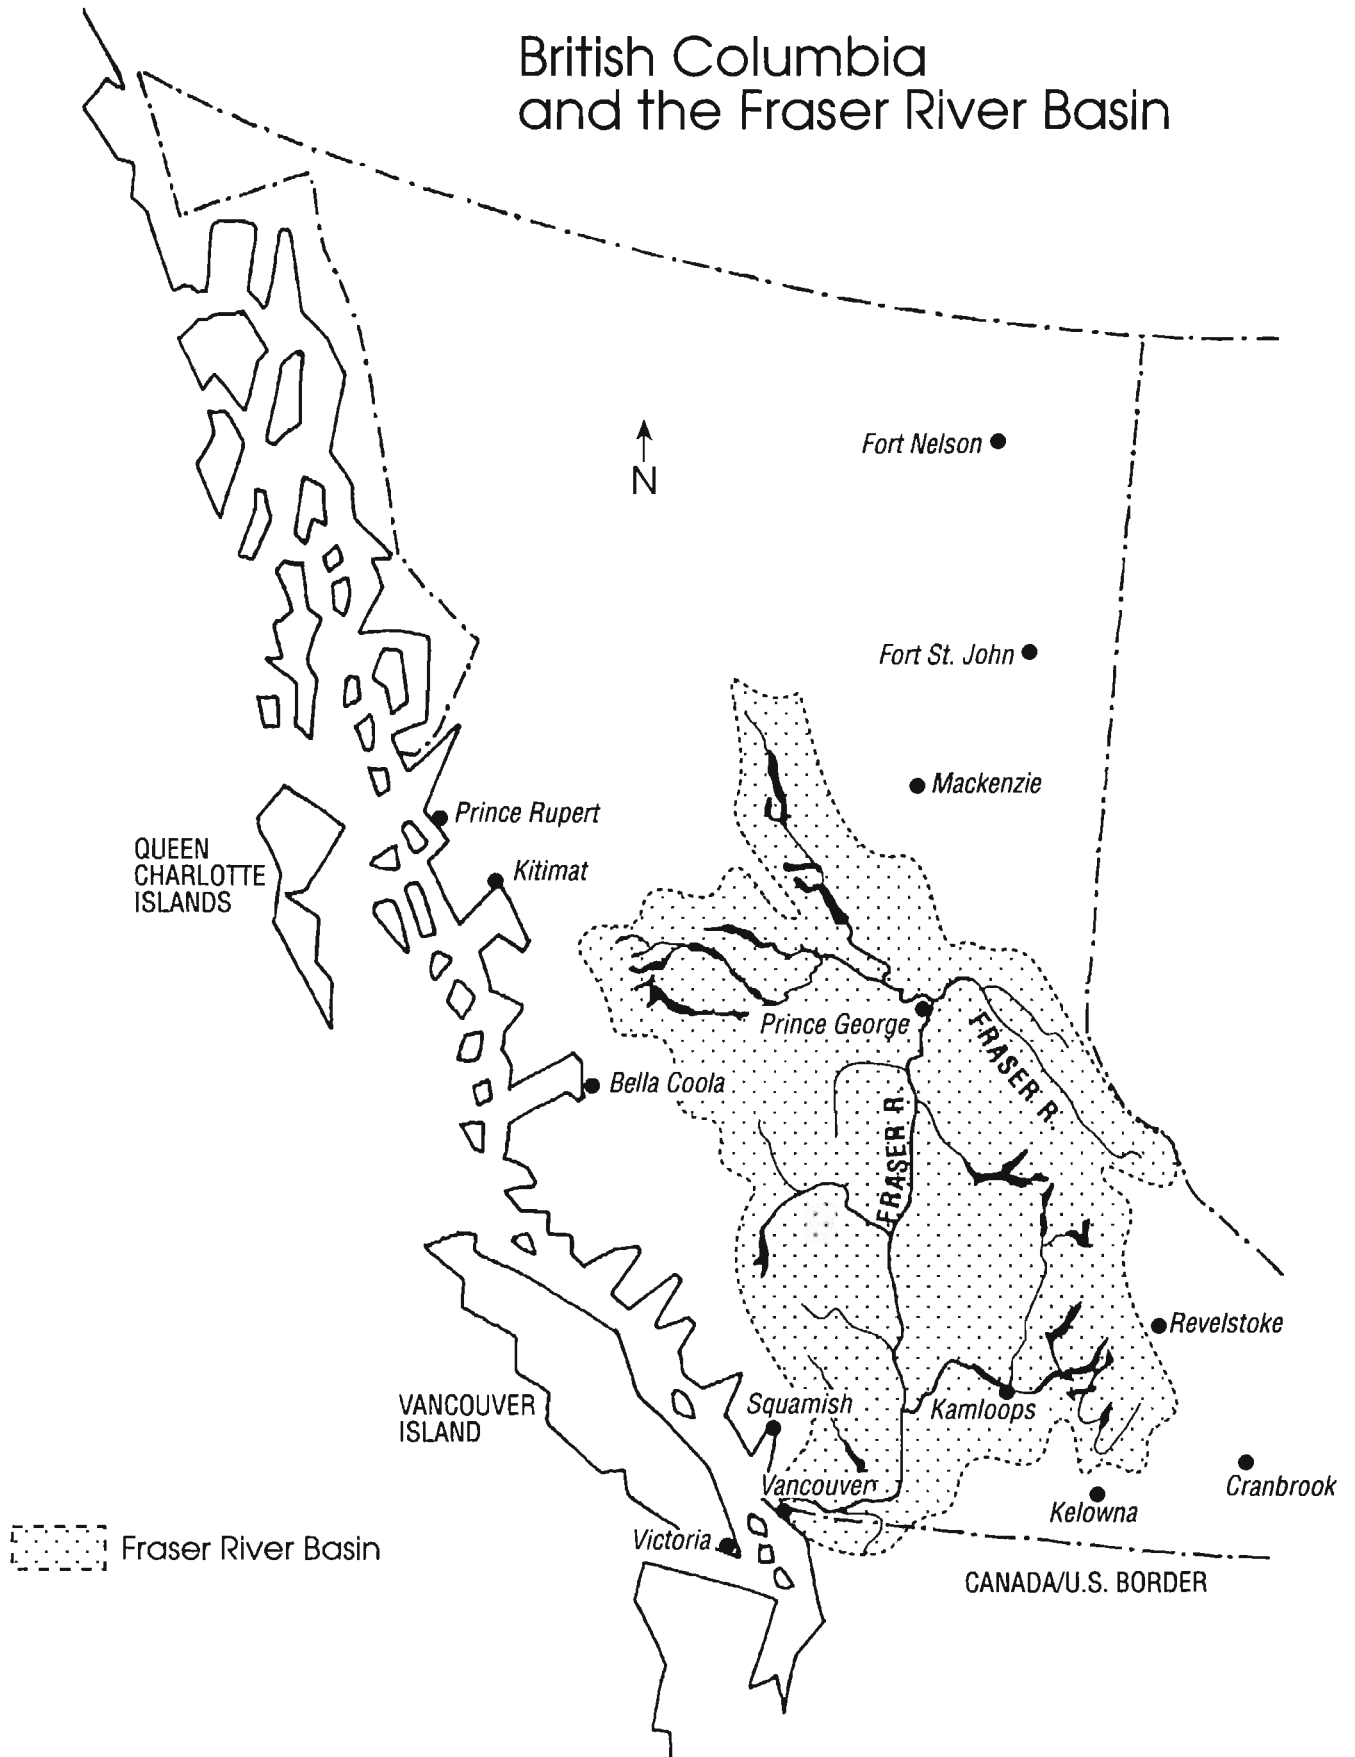 British Columbia
and the Fraser River Basin
Fort Nelson
N
Fort St. John
Mackenzie
Prince Rupert
QUEEN
CHARLOTTE
ISLANDS
Kitimat
Prince George
FRASER R.
Bella Coola
FRASER R.
Revelstoke
VANCOUVER
ISLAND
Squamish
Kamloops
Vancouver
Cranbrook
Kelowna
Victoria
Fraser River Basin
CANADA/U.S. BORDER